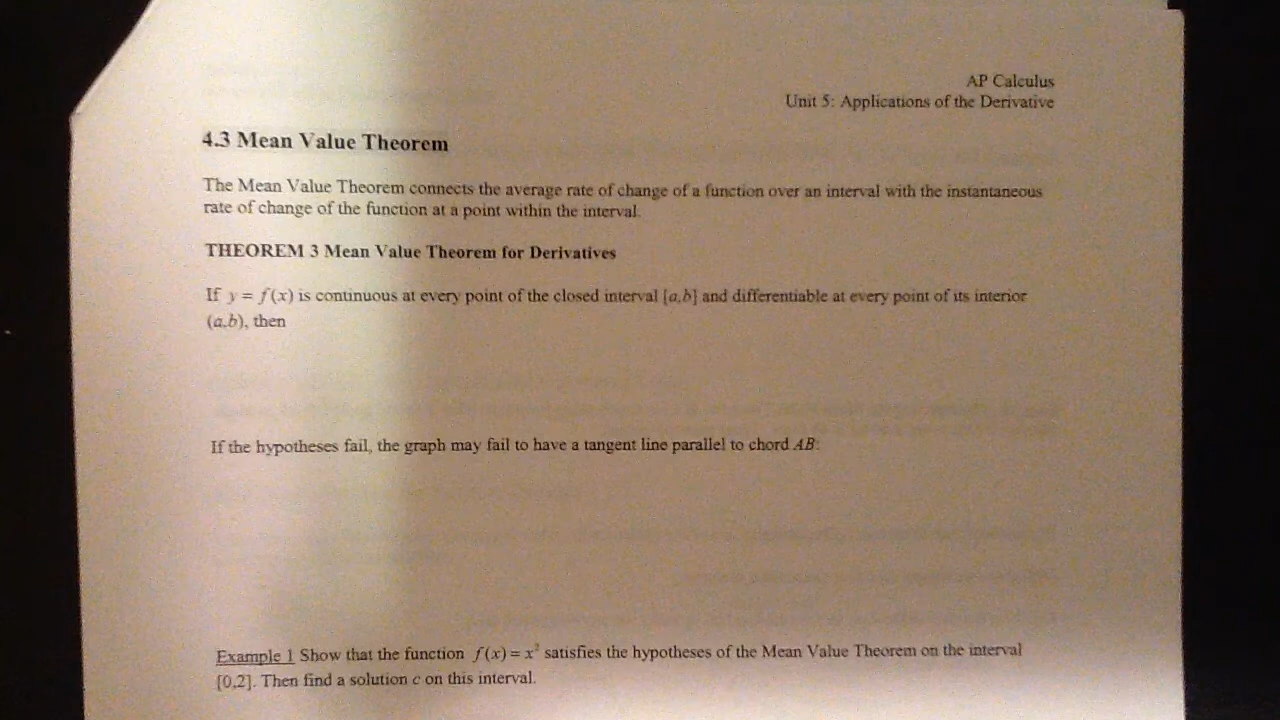 AP Calculus
Unit 5: Applications of the Derivative
4.3 Mean Value Theorem
The Mean Value Theorem connects the average rate of change of a function over an interval with the instantaneous
rate of change of the function at a point within the interval.
THEOREM 3 Mean Value Theorem for Derivatives
If y = f(x) is continuous at every point of the closed interval [a,b] and differentiable at every point of its interior
(a,b), then
If the hypotheses fail, the graph may fail to have a tangent line parallel to chord AB:
Example 1 Show that the function f(x) = x² satisfies the hypotheses of the Mean Value Theorem on the interval
[0,2]. Then find a solution c on this interval.